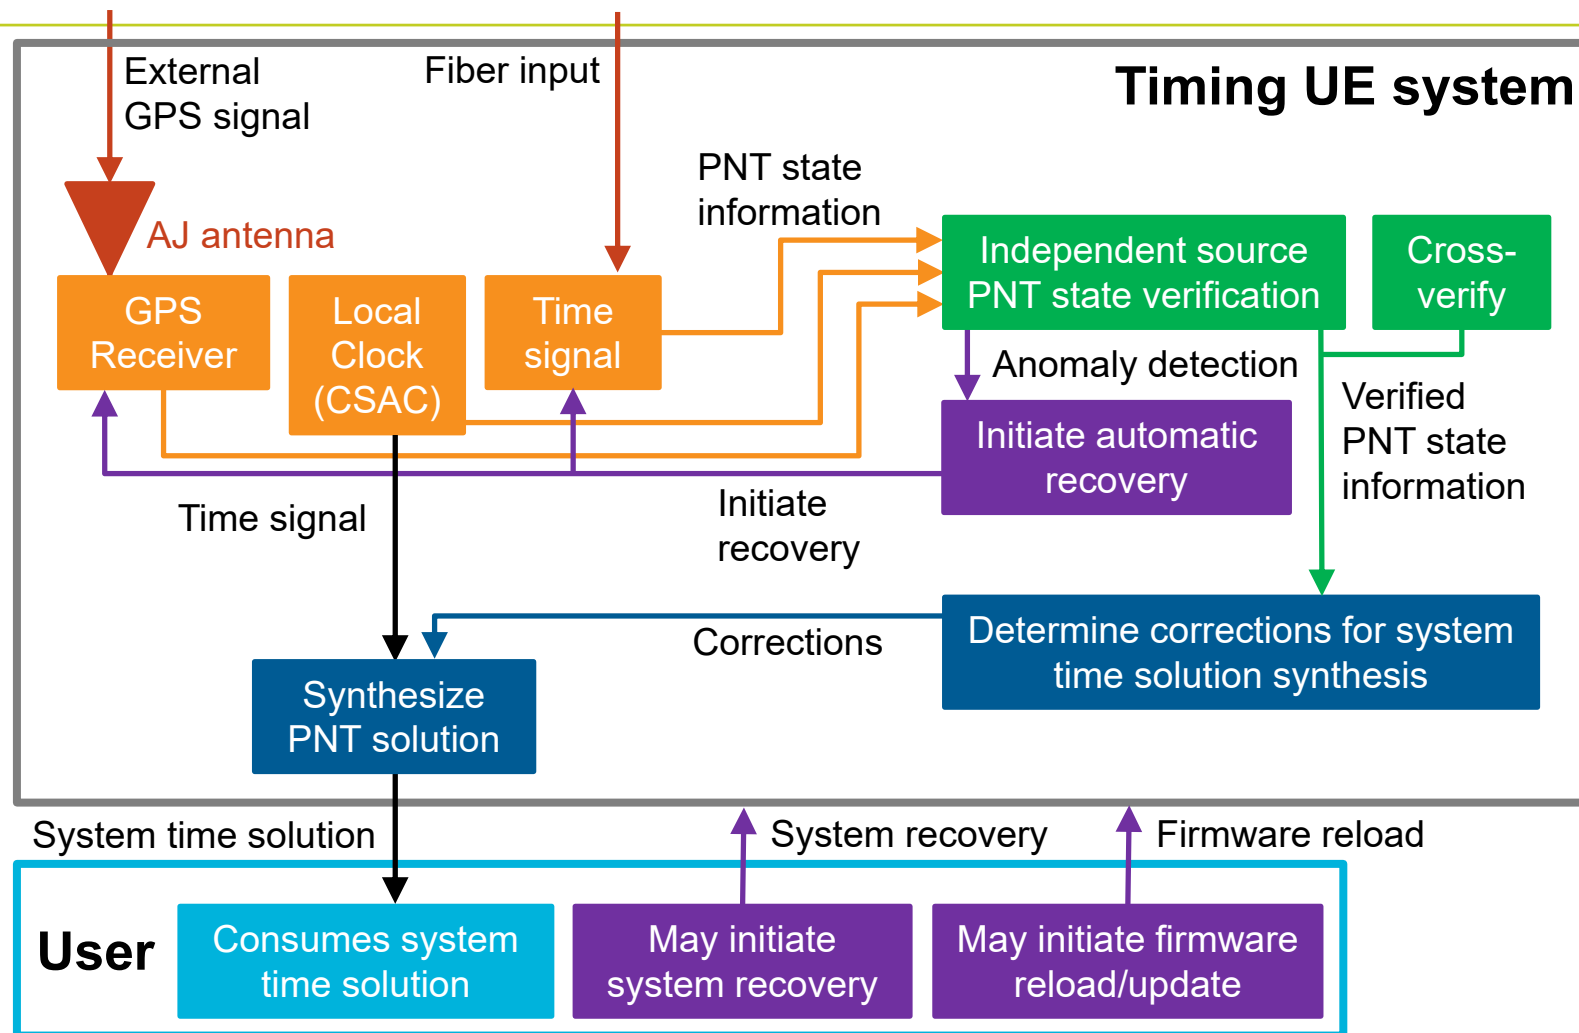 External
GPS signal
Fiber input
Timing UE system
PNT state
information
AJ antenna
GPS
Receiver
Local
Clock
(CSAC)
Time
signal
Independent source
PNT state verification
Cross-
verify
Anomaly detection
Initiate automatic
recovery
Verified
PNT state
information
Time signal
Initiate
recovery
Corrections
Determine corrections for system
time solution synthesis
Synthesize
PNT solution
System time solution
System recovery
Firmware reload
User
Consumes system
time solution
May initiate
system recovery
May initiate firmware
reload/update